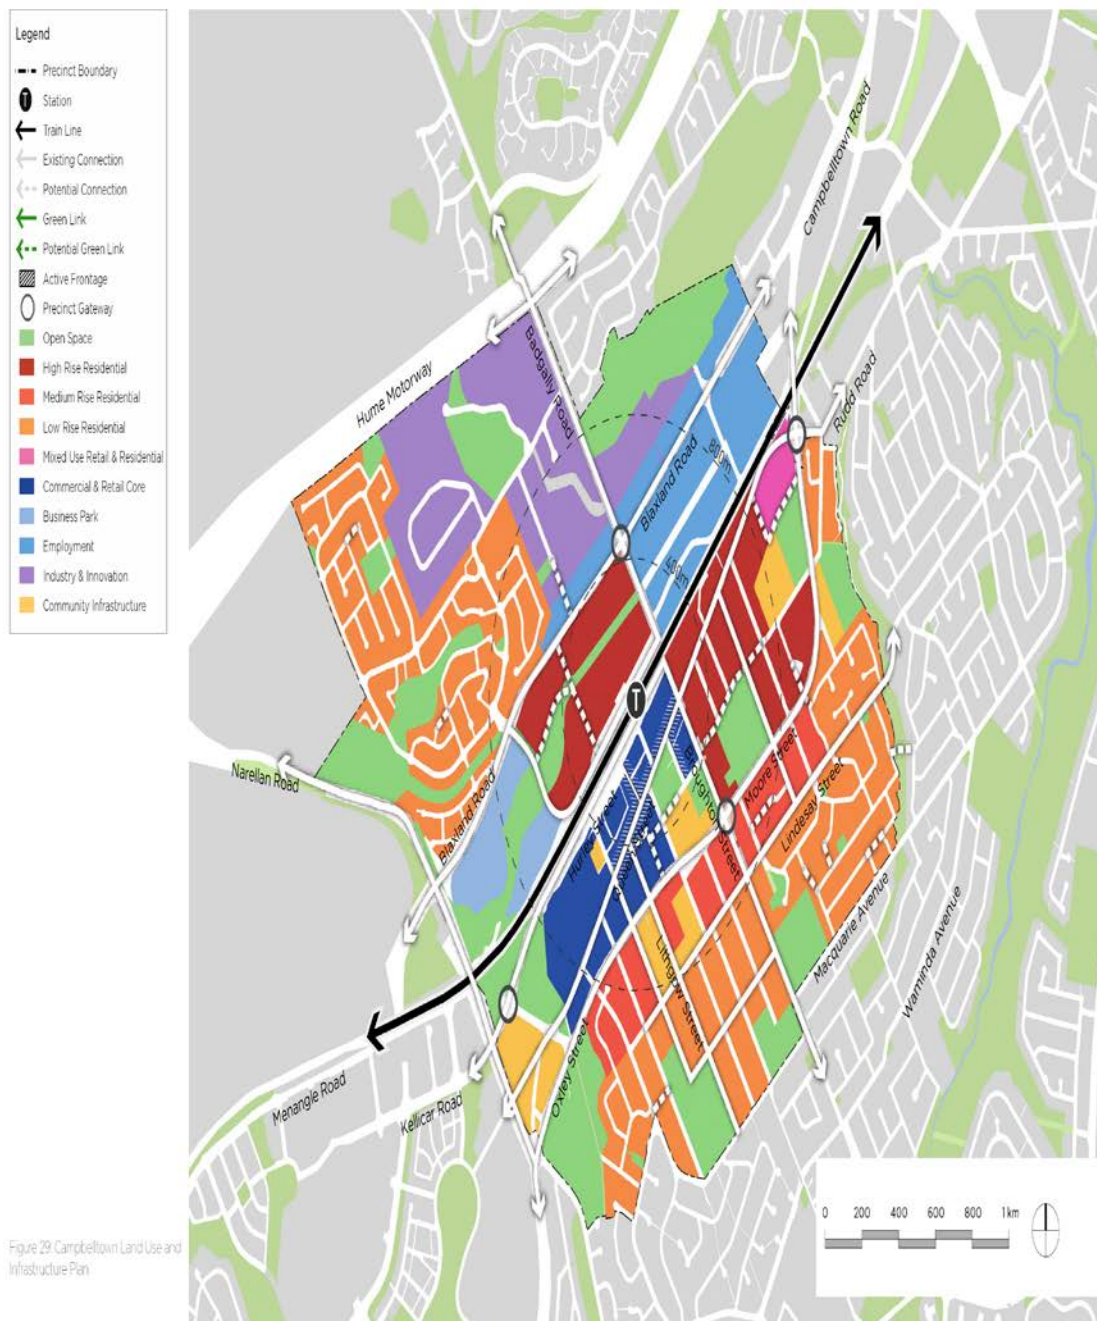 Legend
Precinct Boundary
T Station
Train Line
Existing Connection
Potential Connection
Green Link
Potential Green Link
Active Frontage
Precinct Gateway
Open Space
High Rise Residential
Medium Rise Residential
Low Rise Residential
Mixed Use Retail & Residential
Commercial & Retail Core
Business Park
Employment
Industry & Innovation
Community Infrastructure
Campbelltown Road
Hume Motorway
Badgally Road
Rudd Road
Blaxland Road
800m
400m
T
Narellan Road
Blaxland Road
Hurley Street
Broughton Street
Moore Street
Lindesay Street
Macquarie Avenue
Waminda Avenue
Lithgow Street
Oxley Street
Menangle Road
Kellicar Road
0 200 400 600 800 1km
Figure 29: Campbelltown Land Use and
Infrastructure Plan